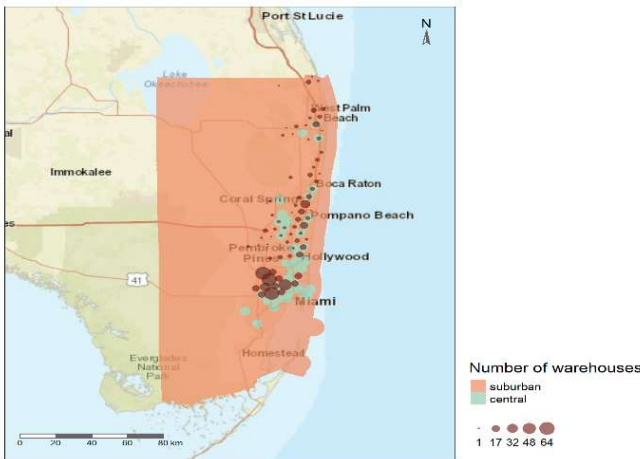 Port St Lucie
N
Lake
Okeechobee
West Palm
Beach
al
Immokalee
Boca Raton
Coral Springs
es
Pompano Beach
Pembroke
Pines
Hollywood
41
Miami
Everglades
National
Park
Homestead
0 20 40 60 80 km
Number of warehouses
suburban
central
1 17 32 48 64